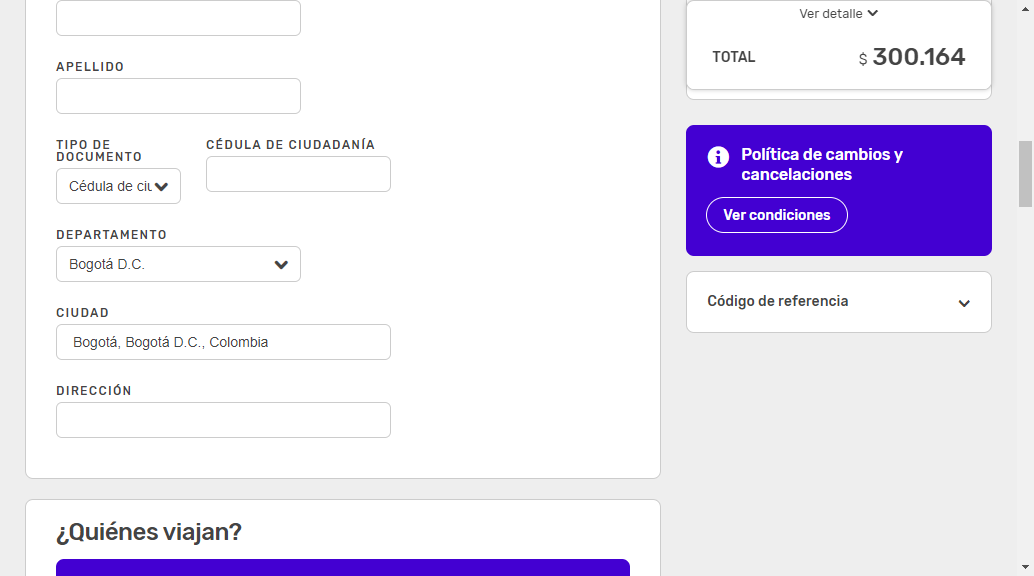 APELLIDO
TIPO DE
DOCUMENTO
Cédula de ciu
CÉDULA DE CIUDADANÍA
DEPARTAMENTO
Bogotá D.C.
CIUDAD
Bogotá, Bogotá D.C., Colombia
DIRECCIÓN
¿Quiénes viajan?
Ver detalle
TOTAL
$ 300.164
Política de cambios y
cancelaciones
Ver condiciones
Código de referencia